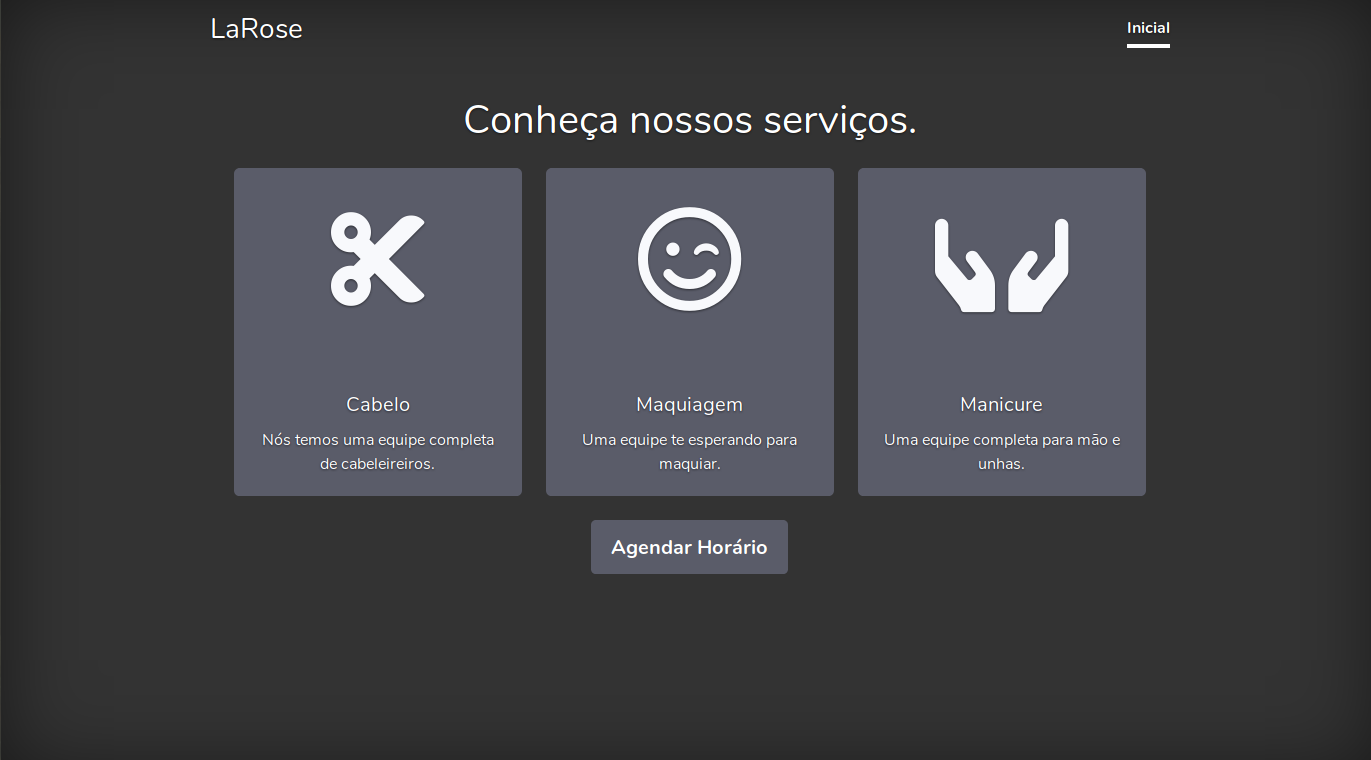 LaRose
Inicial
Conheça nossos serviços.
Cabelo
Nós temos uma equipe completa
de cabeleireiros.
Maquiagem
Uma equipe te esperando para
maquiar.
Manicure
Uma equipe completa para mão e
unhas.
Agendar Horário